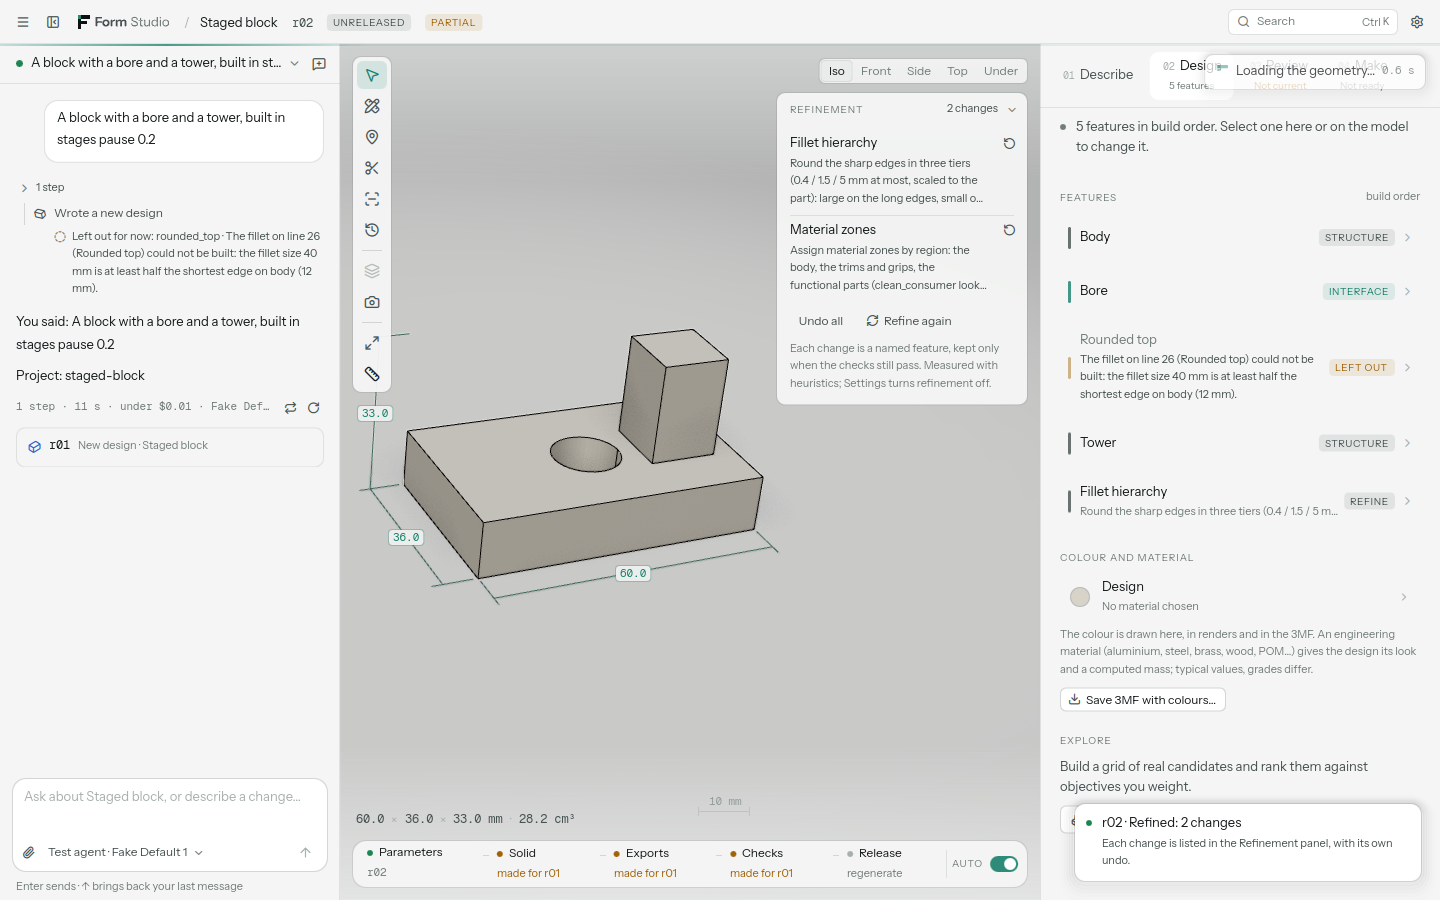 Form Studio / Staged block r02 UNRELEASED PARTIAL
Search Ctrl K
A block with a bore and a tower, built in st...
A block with a bore and a tower, built in
stages pause 0.2
1 step
Wrote a new design
Left out for now: rounded_top · The fillet on line 26
(Rounded top) could not be built: the fillet size 40
mm is at least half the shortest edge on body (12
mm).
You said: A block with a bore and a tower, built in
stages pause 0.2
Project: staged-block
1 step · 11 s · under $0.01 · Fake Def...
r01 New design · Staged block
Ask about Staged block, or describe a change...
Test agent · Fake Default 1
Enter sends · ↑ brings back your last message
Iso Front Side Top Under
REFINEMENT 2 changes
Fillet hierarchy
Round the sharp edges in three tiers
(0.4 / 1.5 / 5 mm at most, scaled to the
part): large on the long edges, small o...
Material zones
Assign material zones by region: the
body, the trims and grips, the
functional parts (clean_consumer look...
Undo all Refine again
Each change is a named feature, kept only
when the checks still pass. Measured with
heuristics; Settings turns refinement off.
33.0
36.0
60.0
10 mm
60.0 × 36.0 × 33.0 mm · 28.2 cm³
Parameters
r02
Solid
made for r01
Exports
made for r01
Checks
made for r01
Release
regenerate
AUTO
01 Describe
02 Design
5 features
Review
Not current
Make
Not ready
Loading the geometry... 0.6 s
5 features in build order. Select one here or on the model
to change it.
FEATURES build order
Body STRUCTURE
Bore INTERFACE
Rounded top
The fillet on line 26 (Rounded top) could not be
built: the fillet size 40 mm is at least half the
shortest edge on body (12 mm).
LEFT OUT
Tower STRUCTURE
Fillet hierarchy
Round the sharp edges in three tiers (0.4 / 1.5 / 5 m...
REFINE
COLOUR AND MATERIAL
Design
No material chosen
The colour is drawn here, in renders and in the 3MF. An engineering
material (aluminium, steel, brass, wood, POM...) gives the design its look
and a computed mass; typical values, grades differ.
Save 3MF with colours...
EXPLORE
Build a grid of real candidates and rank them against
objectives you weight.
r02 · Refined: 2 changes
Each change is listed in the Refinement panel, with its own
undo.